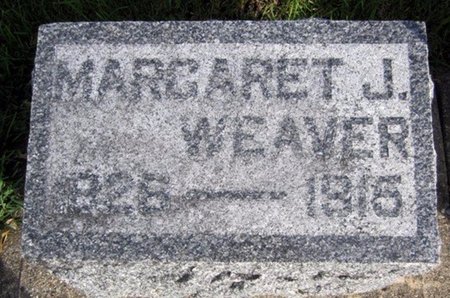 MARGARET J.
WEAVER
1826 — 1915